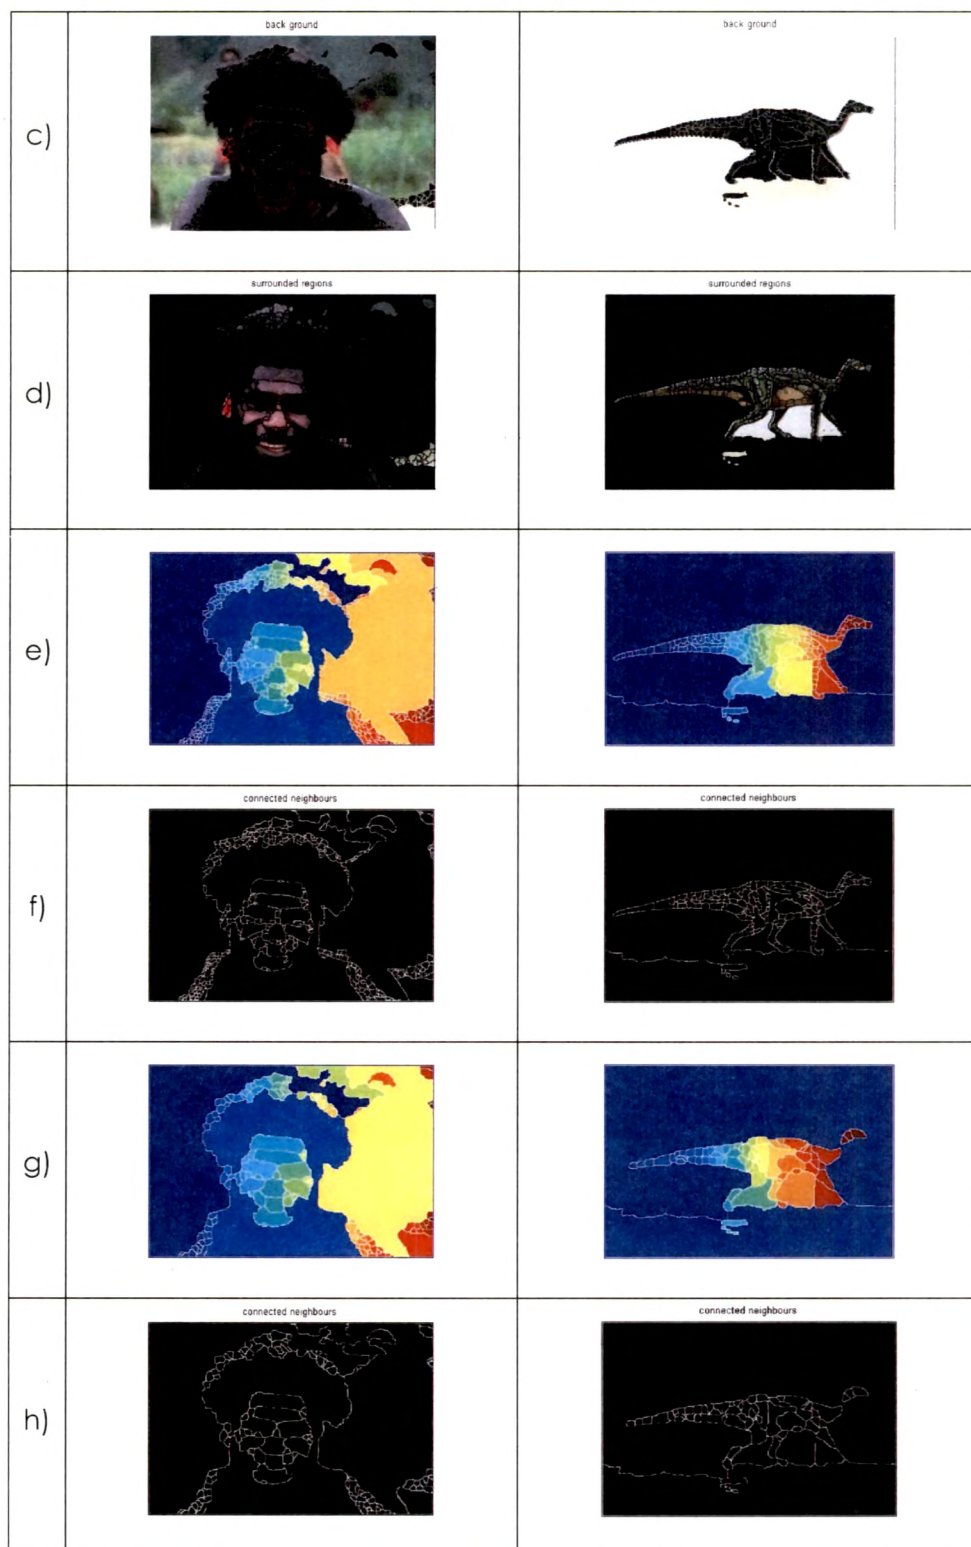 back ground
back ground
c)
surrounded regions
surrounded regions
d)
e)
connected neighbours
connected neighbours
f)
g)
connected neighbours
connected neighbours
h)